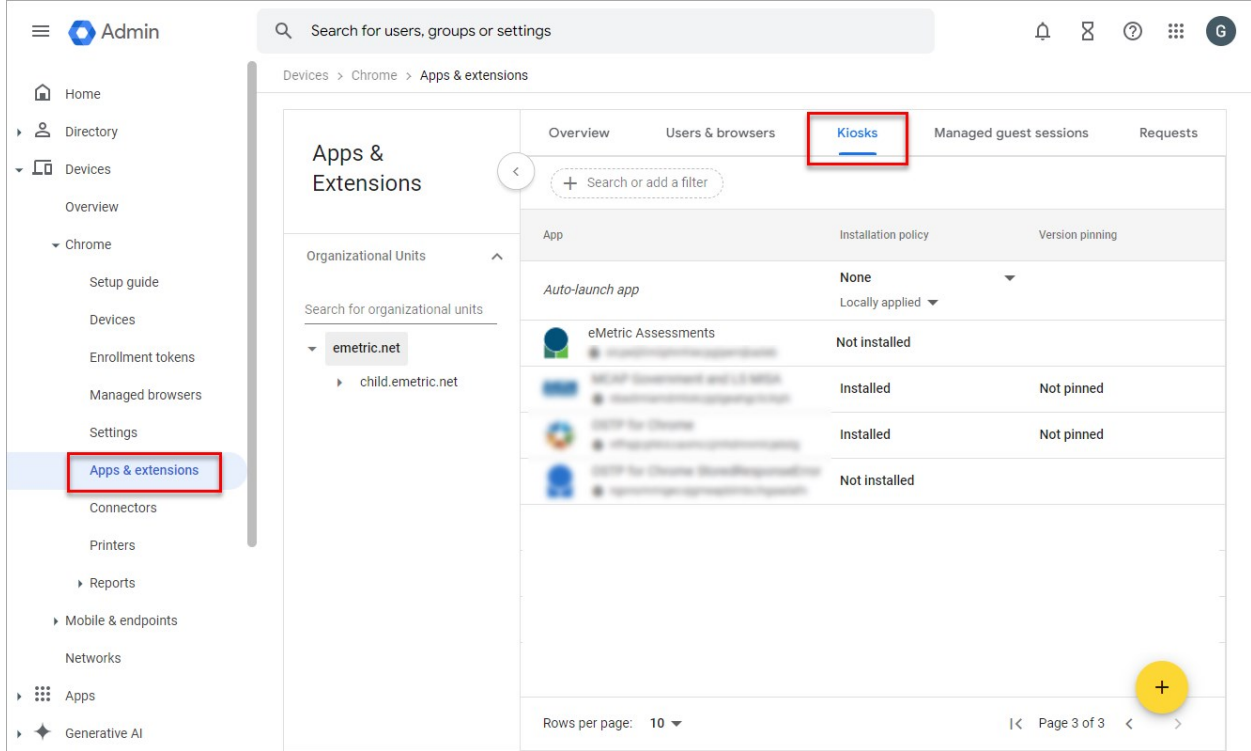 Admin
Search for users, groups or settings
G
Home
Directory
Devices
Overview
Chrome
Setup guide
Devices
Enrollment tokens
Managed browsers
Settings
Apps & extensions
Connectors
Printers
Reports
Mobile & endpoints
Networks
Apps
Generative AI
Devices > Chrome > Apps & extensions
Apps &
Extensions
Organizational Units
Search for organizational units
emetric.net
child.emetric.net
Overview Users & browsers Kiosks Managed guest sessions Requests
+ Search or add a filter
App Installation policy Version pinning
Auto-launch app None
Locally applied
eMetric Assessments Not installed
Installed Not pinned
OSTP for Chrome Installed Not pinned
Not installed
Rows per page: 10 Page 3 of 3